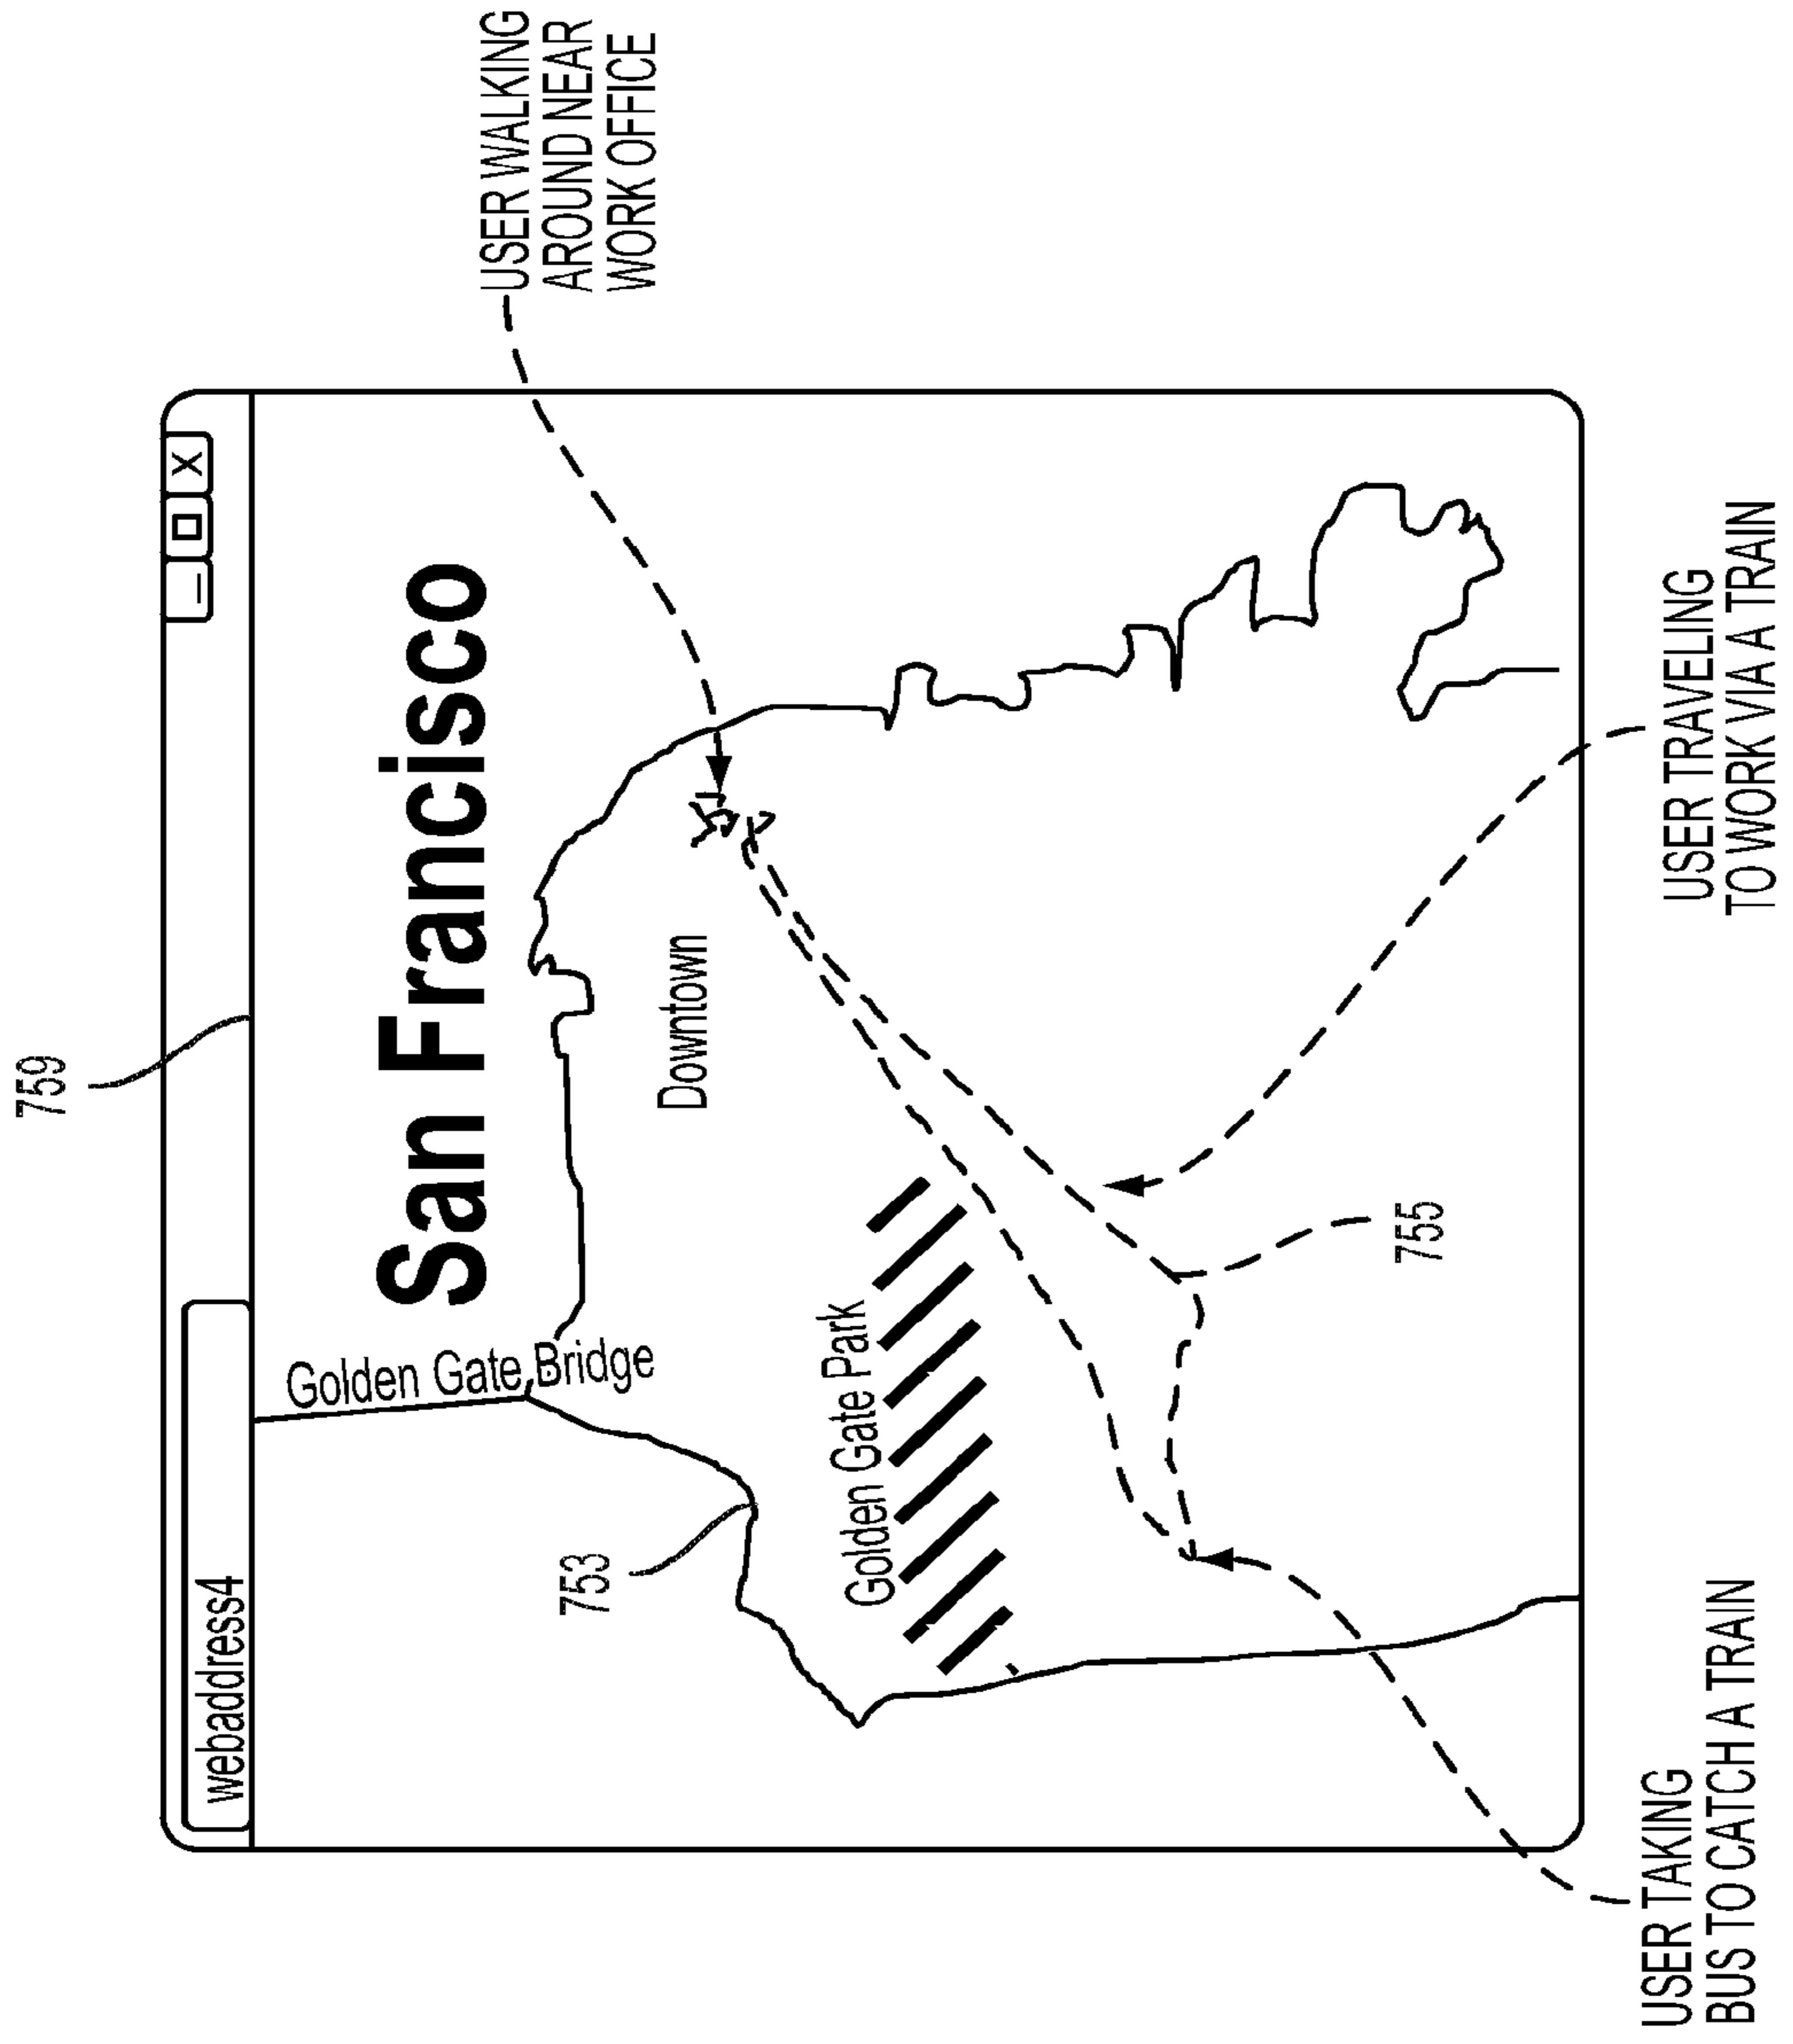 759
webaddress4
X
San Francisco
Golden Gate Bridge
USER WALKING
AROUND NEAR
WORK OFFICE
753
Downtown
Golden Gate Park
755
USER TAKING
BUS TO CATCH A TRAIN
USER TRAVELING
TO WORK VIA A TRAIN